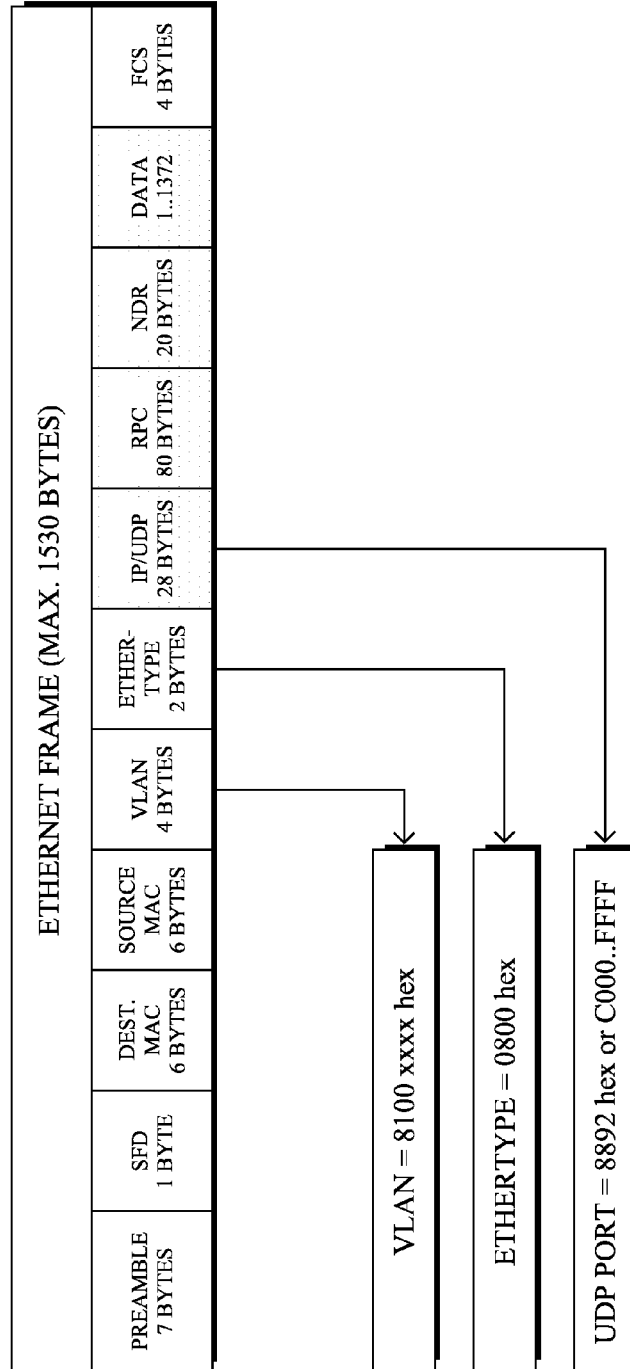 ETHERNET FRAME (MAX. 1530 BYTES)
PREAMBLE
7 BYTES
SFD
1 BYTE
DEST.
MAC
6 BYTES
SOURCE
MAC
6 BYTES
VLAN
4 BYTES
ETHER-
TYPE
2 BYTES
IP/UDP
28 BYTES
RPC
80 BYTES
NDR
20 BYTES
DATA
1..1372
FCS
4 BYTES
VLAN = 8100 xxxx hex
ETHERTYPE = 0800 hex
UDP PORT = 8892 hex or C000..FFFF